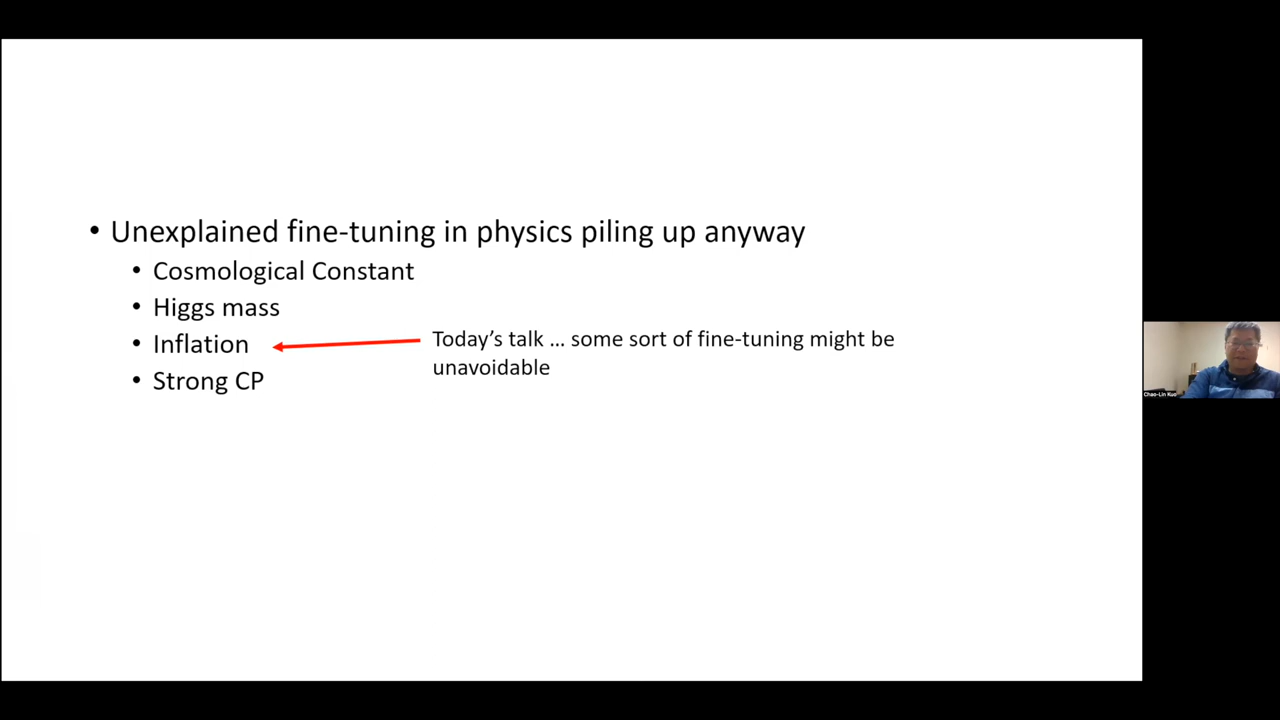 • Unexplained fine-tuning in physics piling up anyway
• Cosmological Constant
• Higgs mass
• Inflation
Today's talk … some sort of fine-tuning might be
unavoidable
• Strong CP
Chao-Lin Kuo